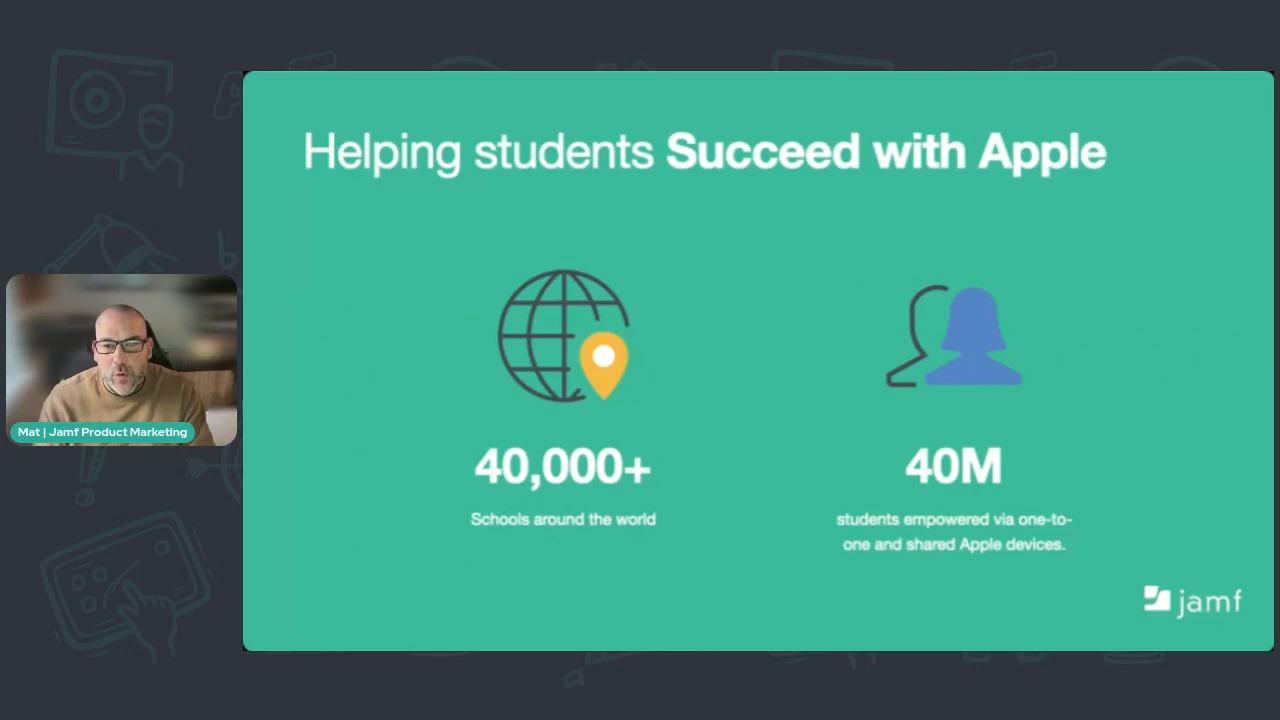 Helping students Succeed with Apple
40,000+
Schools around the world
40M
students empowered via one-to-
one and shared Apple devices.
jamf
Mat | Jamf Product Marketing